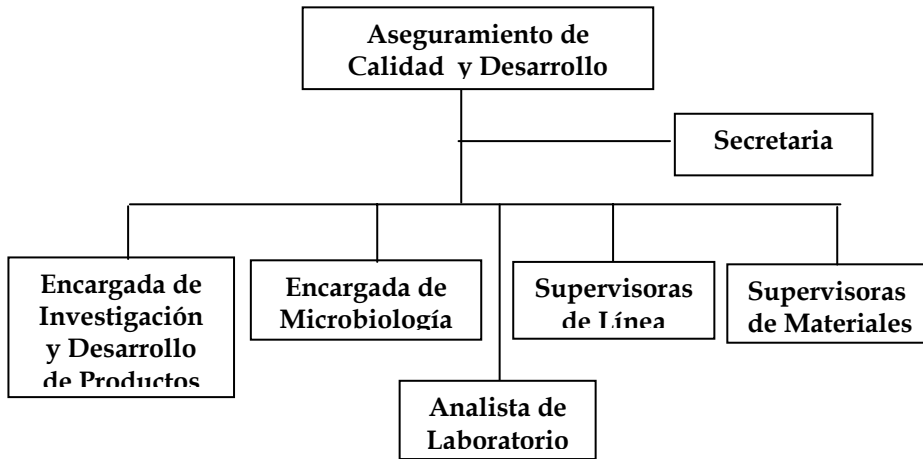 Aseguramiento de
Calidad y Desarrollo
Secretaria
Encargada de
Investigación
y Desarrollo
de Productos
Encargada de
Microbiología
Supervisoras
de Línea
Supervisoras
de Materiales
Analista de
Laboratorio